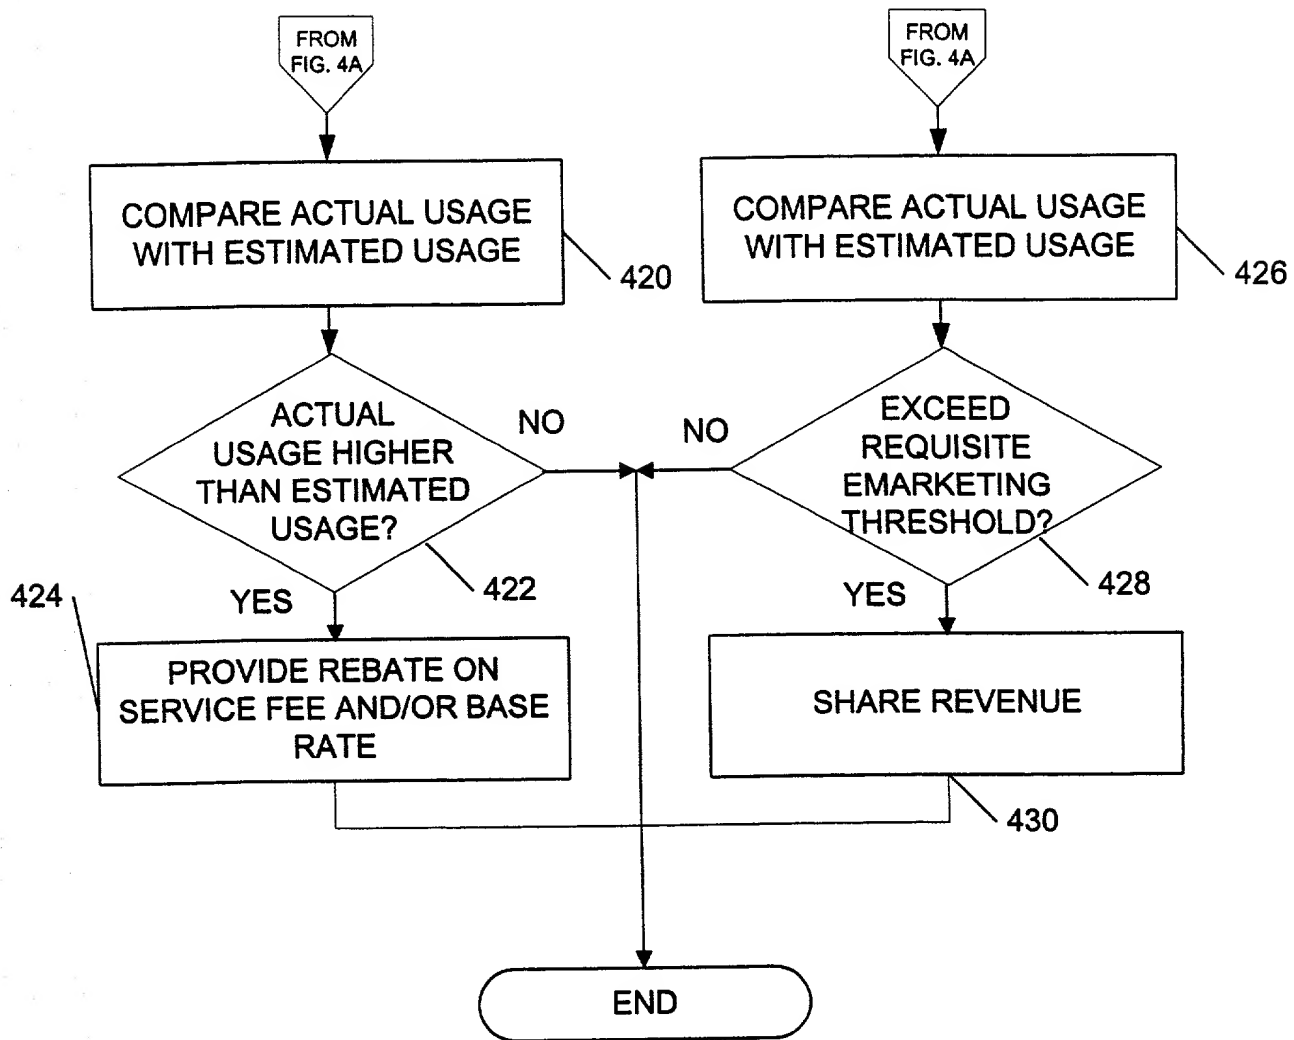 FROM
FIG. 4A
COMPARE ACTUAL USAGE
WITH ESTIMATED USAGE
420
ACTUAL
USAGE HIGHER
THAN ESTIMATED
USAGE?
NO
422
YES
424
PROVIDE REBATE ON
SERVICE FEE AND/OR BASE
RATE
FROM
FIG. 4A
COMPARE ACTUAL USAGE
WITH ESTIMATED USAGE
426
EXCEED
REQUISITE
EMARKETING
THRESHOLD?
NO
428
YES
SHARE REVENUE
430
END